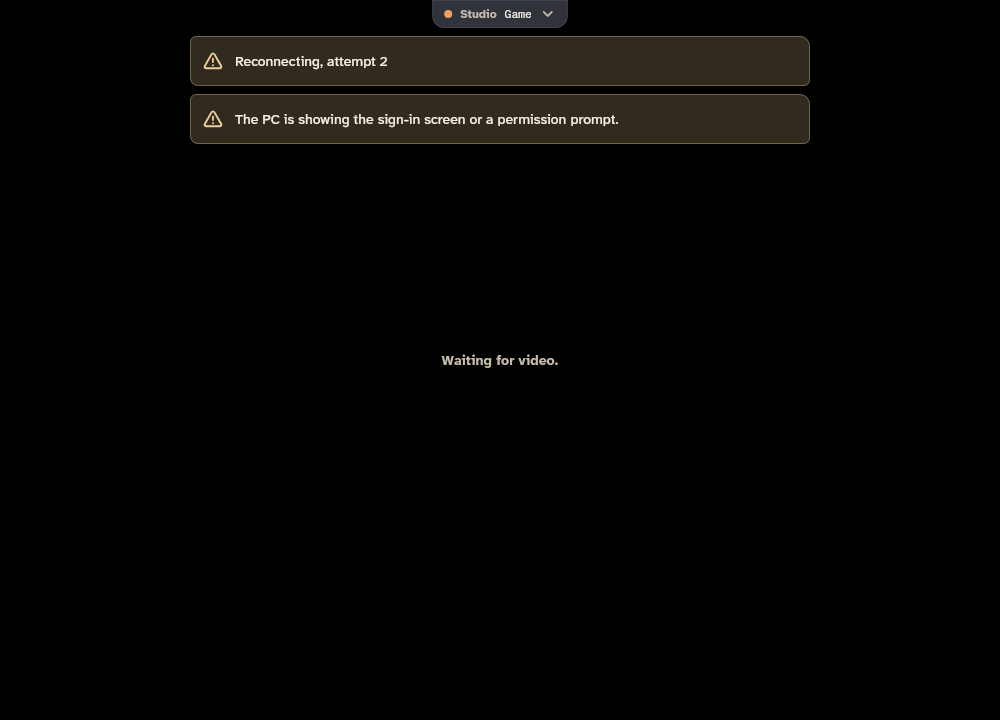 Studio Game
Reconnecting, attempt 2
The PC is showing the sign-in screen or a permission prompt.
Waiting for video.